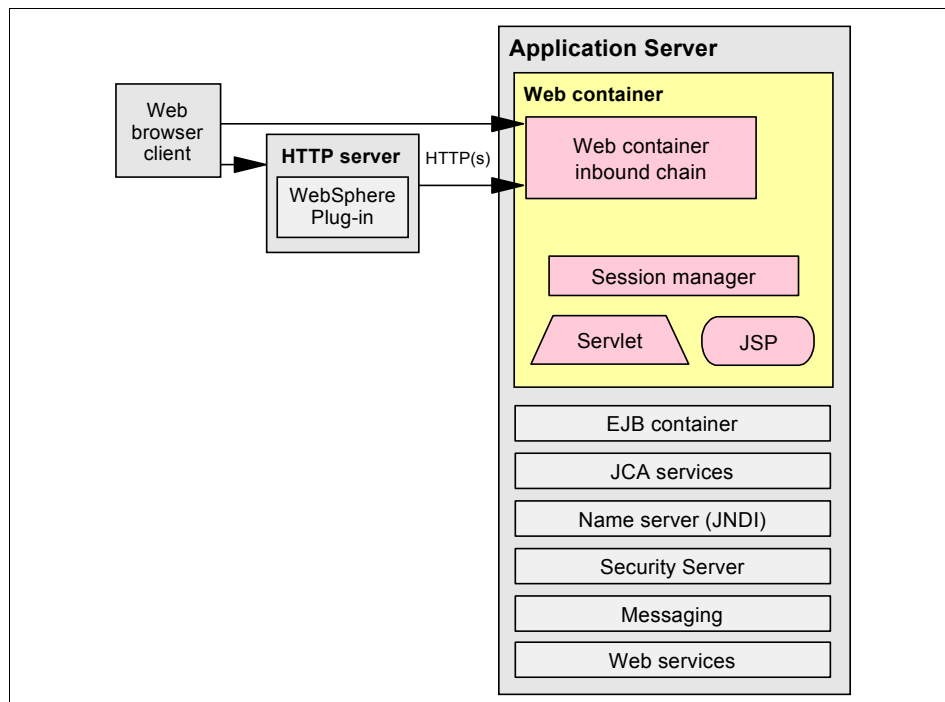 Application Server
Web container
Web
browser
client
Web container
inbound chain
HTTP server
HTTP(s)
WebSphere
Plug-in
Session manager
Servlet
JSP
EJB container
JCA services
Name server (JNDI)
Security Server
Messaging
Web services